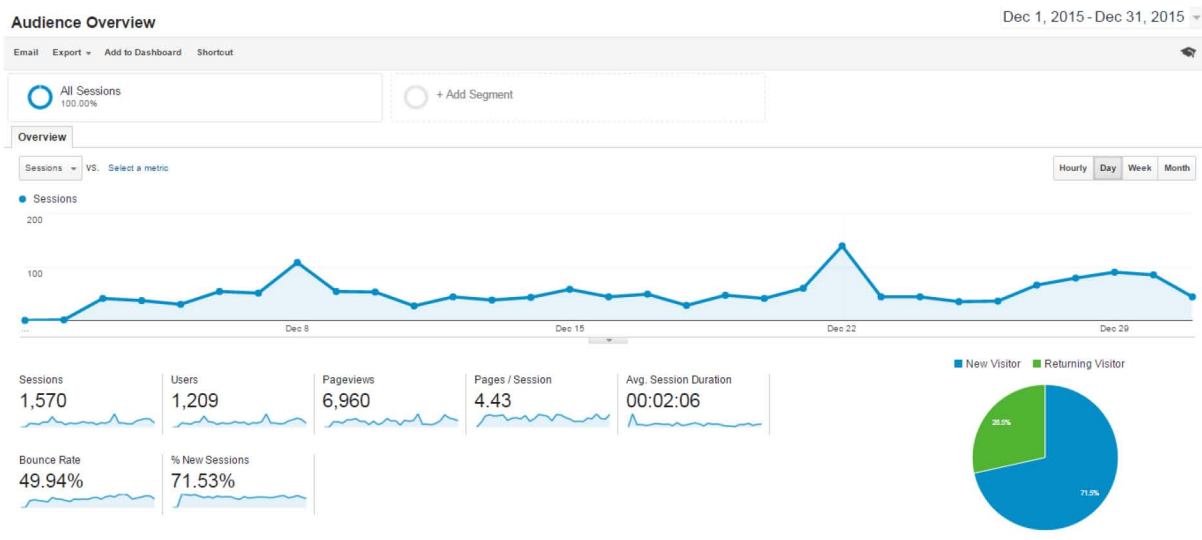 Audience Overview
Dec 1, 2015 - Dec 31, 2015
Email Export Add to Dashboard Shortcut
All Sessions
100.00%
+ Add Segment
Overview
Sessions VS. Select a metric
Hourly Day Week Month
Sessions
200
100
... Dec 8 Dec 15 Dec 22 Dec 29
New Visitor Returning Visitor
Sessions
1,570
Users
1,209
Pageviews
6,960
Pages / Session
4.43
Avg. Session Duration
00:02:06
Bounce Rate
49.94%
% New Sessions
71.53%
28.5%
71.5%